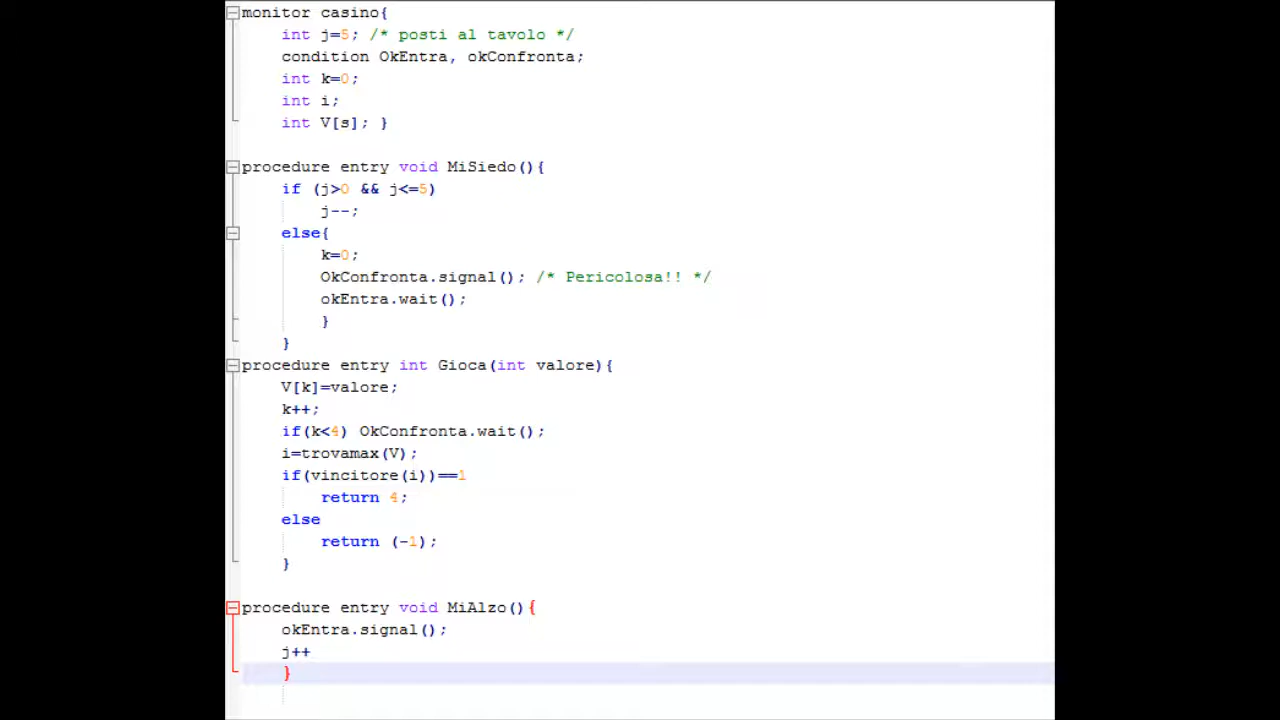 monitor casino{
int j=5; /* posti al tavolo */
condition OkEntra, okConfronta;
int k=0;
int i;
int V[s]; }
procedure entry void MiSiedo(){
if (j>0 && j<=5)
j--;
else{
k=0;
OkConfronta.signal(); /* Pericolosa!! */
okEntra.wait();
}
}
procedure entry int Gioca(int valore){
V[k]=valore;
k++;
if(k<4) OkConfronta.wait();
i=trovamax(V);
if(vincitore(i))==1
return 4;
else
return (-1);
}
procedure entry void MiAlzo(){
okEntra.signal();
j++
}